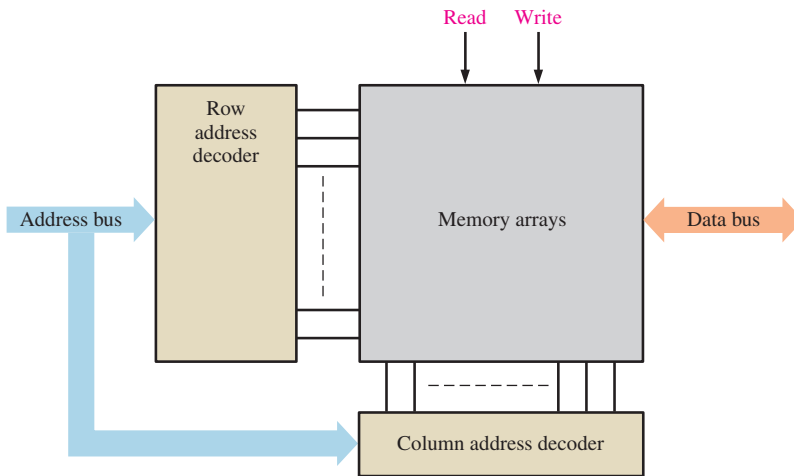 Read
Write
Row
address
decoder
Address bus
Memory arrays
Data bus
Column address decoder